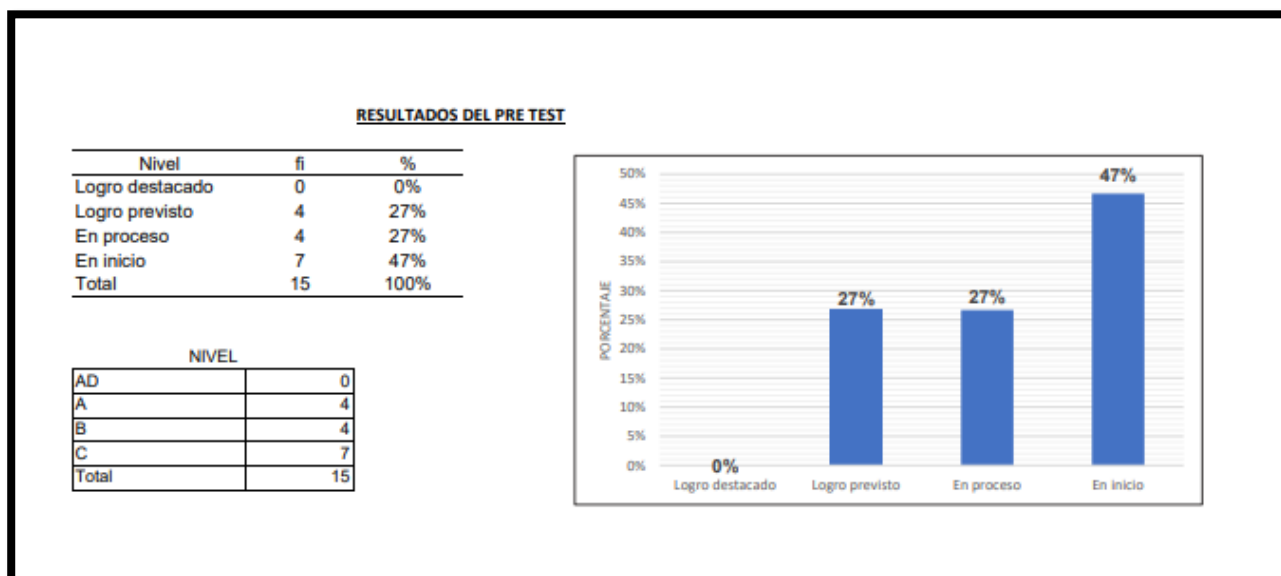 RESULTADOS DEL PRE TEST
Nivel fi %
Logro destacado 0 0%
Logro previsto 4 27%
En proceso 4 27%
En inicio 7 47%
Total 15 100%
NIVEL
AD 0
A 4
B 4
C 7
Total 15
PORCENTAJE
50%
45%
40%
35%
30%
25%
20%
15%
10%
5%
0%
0%
27%
27%
47%
Logro destacado Logro previsto En proceso En inicio